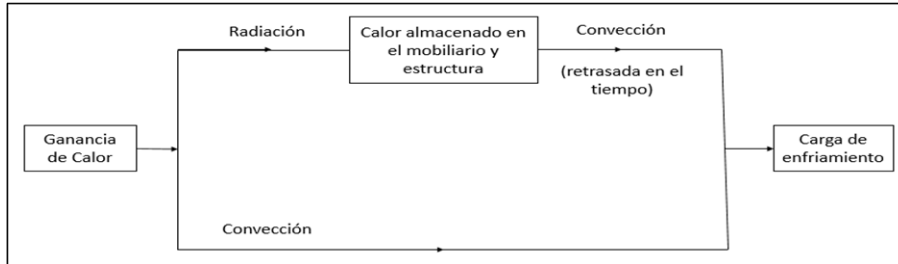 Radiación
Calor almacenado en
el mobiliario y
estructura
Convección
(retrasada en el
tiempo)
Ganancia
de Calor
Carga de
enfriamiento
Convección